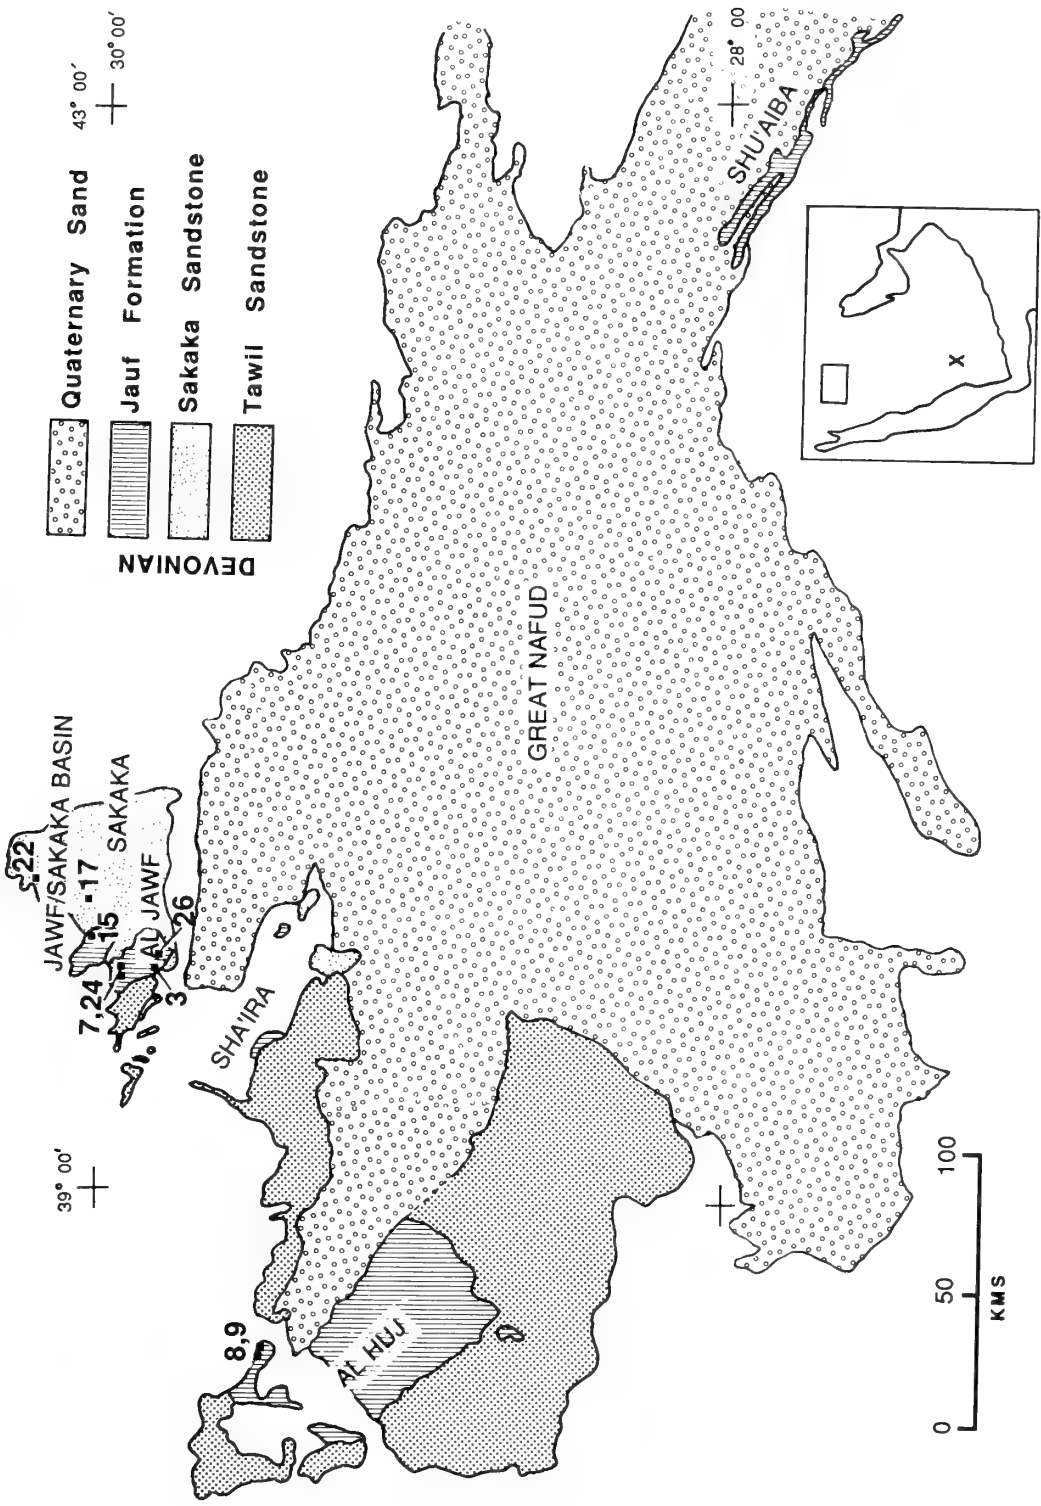 43° 00′
30° 00′
Quaternary Sand
Jauf Formation
Sakaka Sandstone
Tawil Sandstone
DEVONIAN
28° 00
SHU'AIBA
JAWF/SAKAKA BASIN
SAKAKA
AL JAWF
22
17
15
26
7,24
3
SHA'IRA
GREAT NAFUD
39° 00′
8,9
AL HUJ
X
0 50 100
KMS